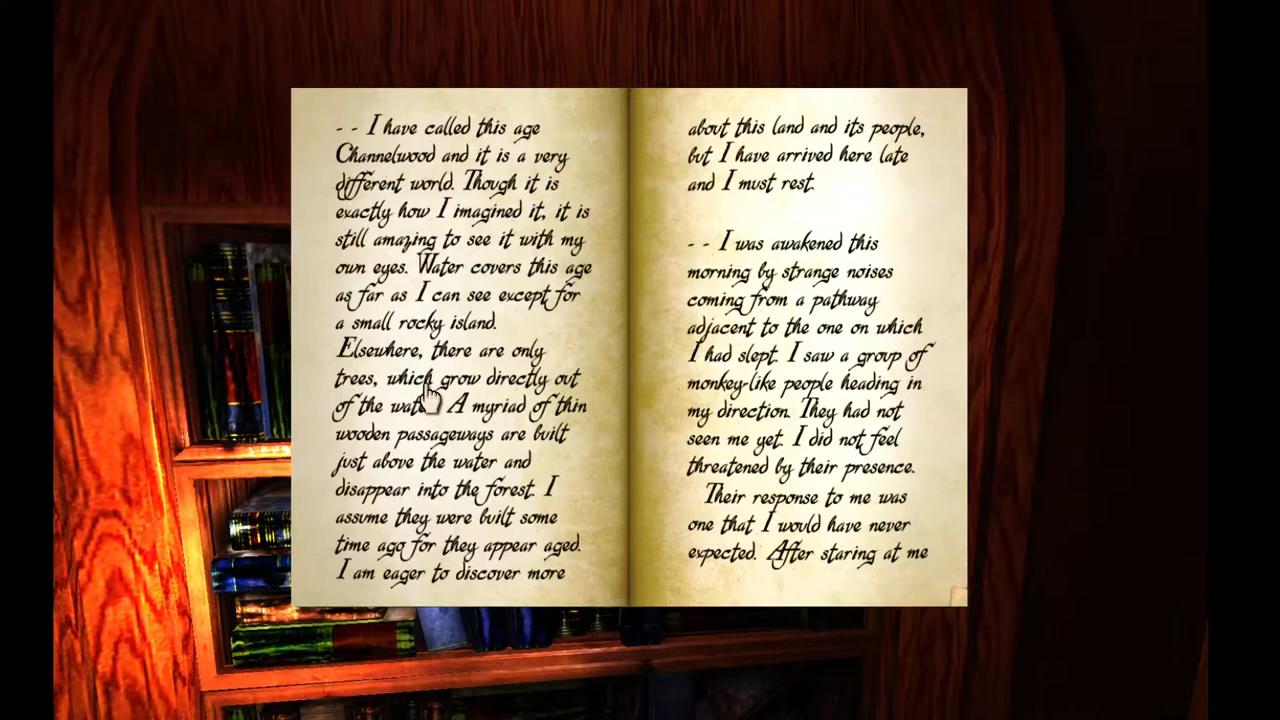 - - I have called this age
Channelwood and it is a very
different world. Though it is
exactly how I imagined it, it is
still amazing to see it with my
own eyes. Water covers this age
as far as I can see except for
a small rocky island.
Elsewhere, there are only
trees, which grow directly out
of the water. A myriad of thin
wooden passageways are built
just above the water and
disappear into the forest. I
assume they were built some
time ago for they appear aged.
I am eager to discover more
about this land and its people,
but I have arrived here late
and I must rest.
- - I was awakened this
morning by strange noises
coming from a pathway
adjacent to the one on which
I had slept. I saw a group of
monkey-like people heading in
my direction. They had not
seen me yet. I did not feel
threatened by their presence.
Their response to me was
one that I would have never
expected. After staring at me